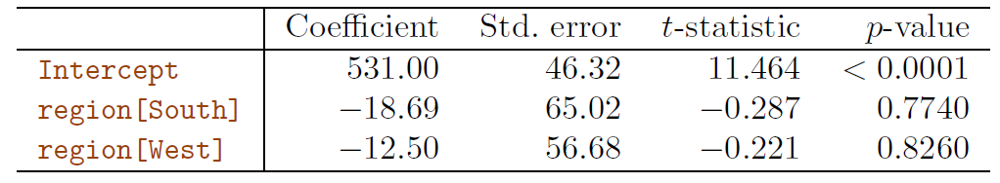 Coefficient Std. error t-statistic p-value
Intercept 531.00 46.32 11.464 < 0.0001
region[South] −18.69 65.02 −0.287 0.7740
region[West] −12.50 56.68 −0.221 0.8260